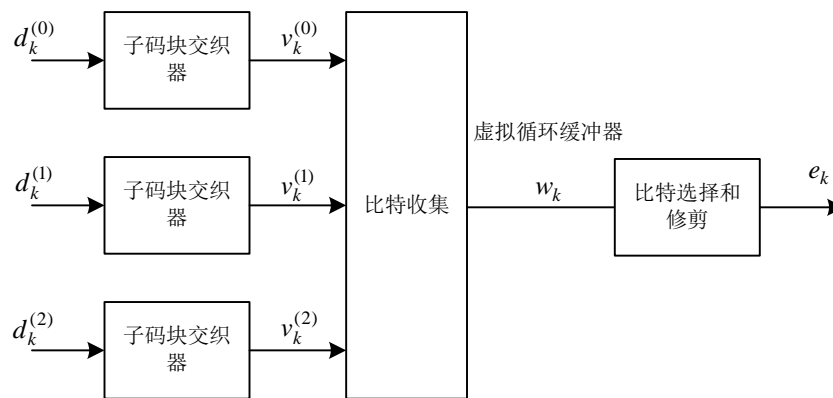 d_k^{(0)}
子码块交织
器
v_k^{(0)}
虚拟循环缓冲器
d_k^{(1)}
子码块交织
器
v_k^{(1)}
比特收集
w_k
比特选择和
修剪
e_k
d_k^{(2)}
子码块交织
器
v_k^{(2)}